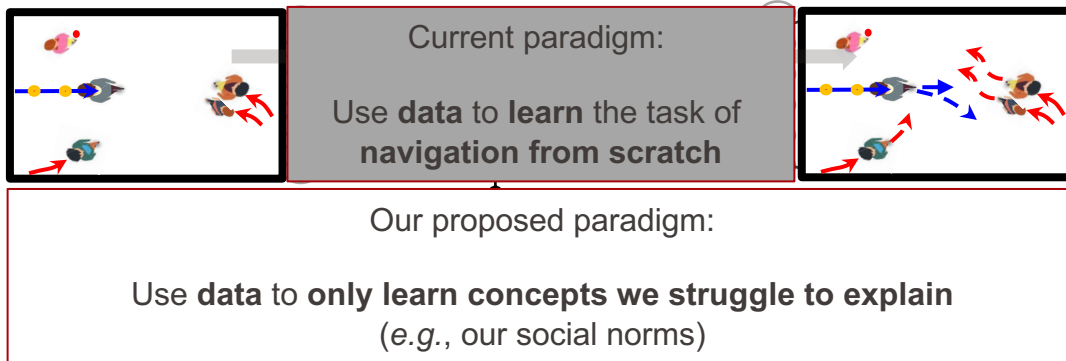 Current paradigm:
Use data to learn the task of
navigation from scratch
Our proposed paradigm:
Use data to only learn concepts we struggle to explain
(e.g., our social norms)